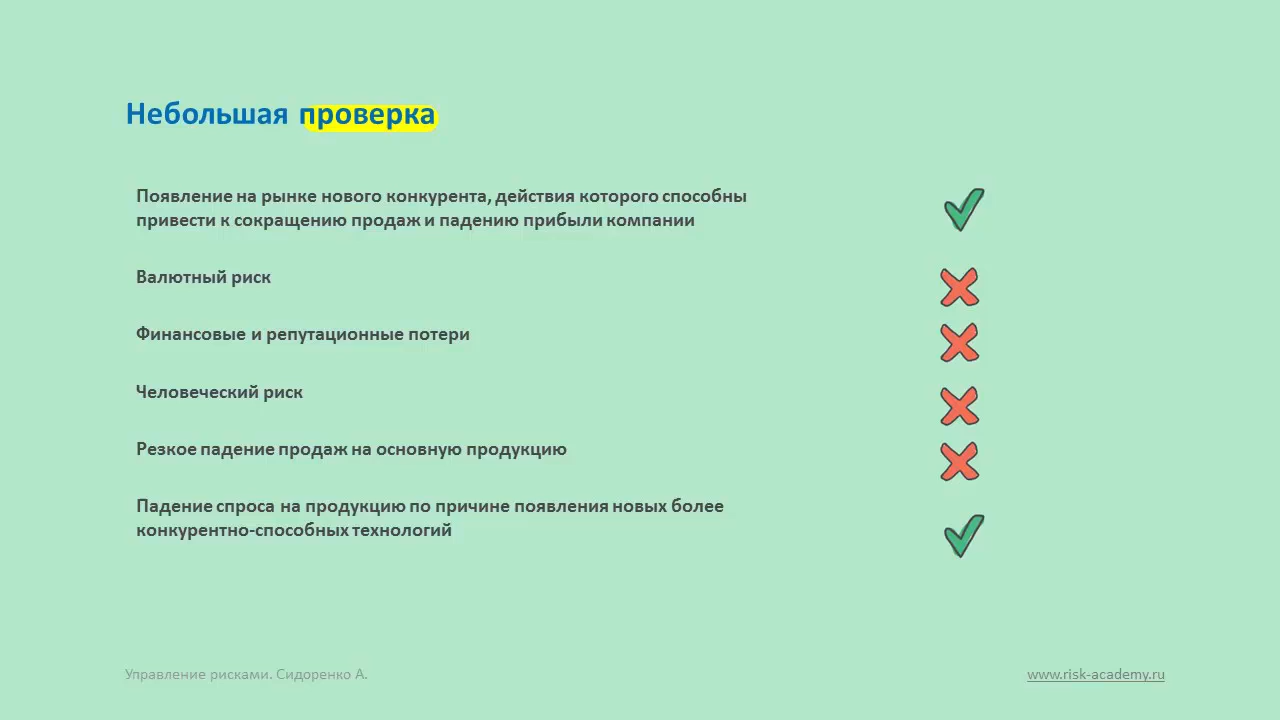 Небольшая проверка
Появление на рынке нового конкурента, действия которого способны
привести к сокращению продаж и падению прибыли компании
Валютный риск
Финансовые и репутационные потери
Человеческий риск
Резкое падение продаж на основную продукцию
Падение спроса на продукцию по причине появления новых более
конкурентно-способных технологий
Управление рисками. Сидоренко А.
www.risk-academy.ru